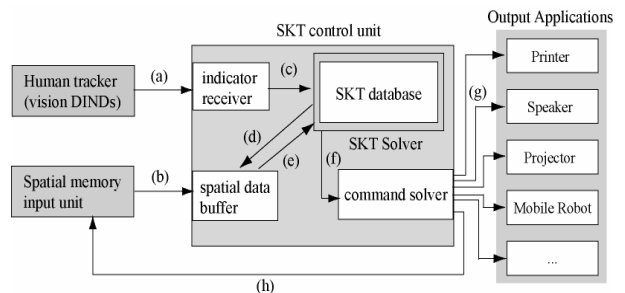 Output Applications
SKT control unit
Human tracker
(vision DINDs)
(a)
indicator
receiver
(c)
SKT database
SKT Solver
(d)
(e)
(f)
(g)
Printer
Speaker
Projector
Mobile Robot
...
Spatial memory
input unit
(b)
spatial data
buffer
command solver
(h)